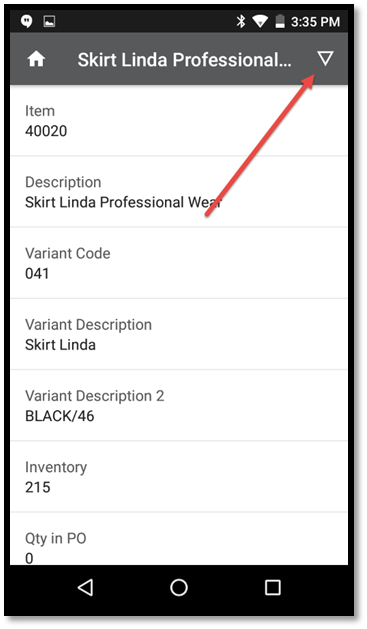 3:35 PM
Skirt Linda Professional...
Item
40020
Description
Skirt Linda Professional Wear
Variant Code
041
Variant Description
Skirt Linda
Variant Description 2
BLACK/46
Inventory
215
Qty in PO
0